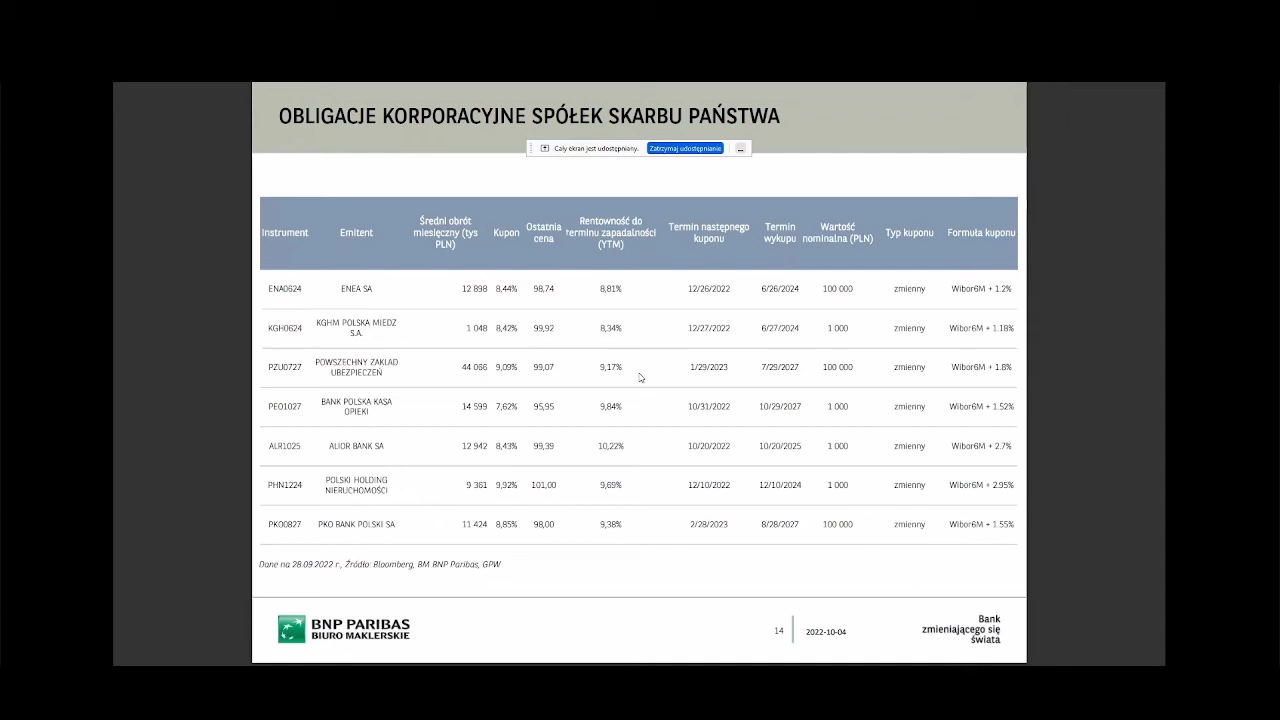 OBLIGACJE KORPORACYJNE SPÓŁEK SKARBU PAŃSTWA
Cały ekran jest udostępniany. Zatrzymaj udostępnianie
Instrument Emitent Średni obrót miesięczny (tys PLN) Kupon Ostatnia cena Rentowność do terminu zapadalności (YTM) Termin następnego kuponu Termin wykupu Wartość nominalna (PLN) Typ kuponu Formuła kuponu
ENA0624 ENEA SA 12 898 8,44% 98,74 8,81% 12/26/2022 6/26/2024 100 000 zmienny Wibor6M + 1.2%
KGH0624 KGHM POLSKA MIEDZ S.A. 1 048 8,42% 99,92 8,34% 12/27/2022 6/27/2024 1 000 zmienny Wibor6M + 1.18%
PZU0727 POWSZECHNY ZAKLAD UBEZPIECZEŃ 44 066 9,09% 99,07 9,17% 1/29/2023 7/29/2027 100 000 zmienny Wibor6M + 1.8%
PEO1027 BANK POLSKA KASA OPIEKI 14 599 7,62% 95,95 9,84% 10/31/2022 10/29/2027 1 000 zmienny Wibor6M + 1.52%
ALR1025 ALIOR BANK SA 12 942 8,43% 99,39 10,22% 10/20/2022 10/20/2025 1 000 zmienny Wibor6M + 2.7%
PHN1224 POLSKI HOLDING NIERUCHOMOŚCI 9 361 9,92% 101,00 9,69% 12/10/2022 12/10/2024 1 000 zmienny Wibor6M + 2.95%
PKO0827 PKO BANK POLSKI SA 11 424 8,85% 98,00 9,38% 2/28/2023 8/28/2027 100 000 zmienny Wibor6M + 1.55%
Dane na 28.09.2022 r., Źródło: Bloomberg, BM BNP Paribas, GPW
BNP PARIBAS
BIURO MAKLERSKIE
14 2022-10-04
Bank
zmieniającego się
świata